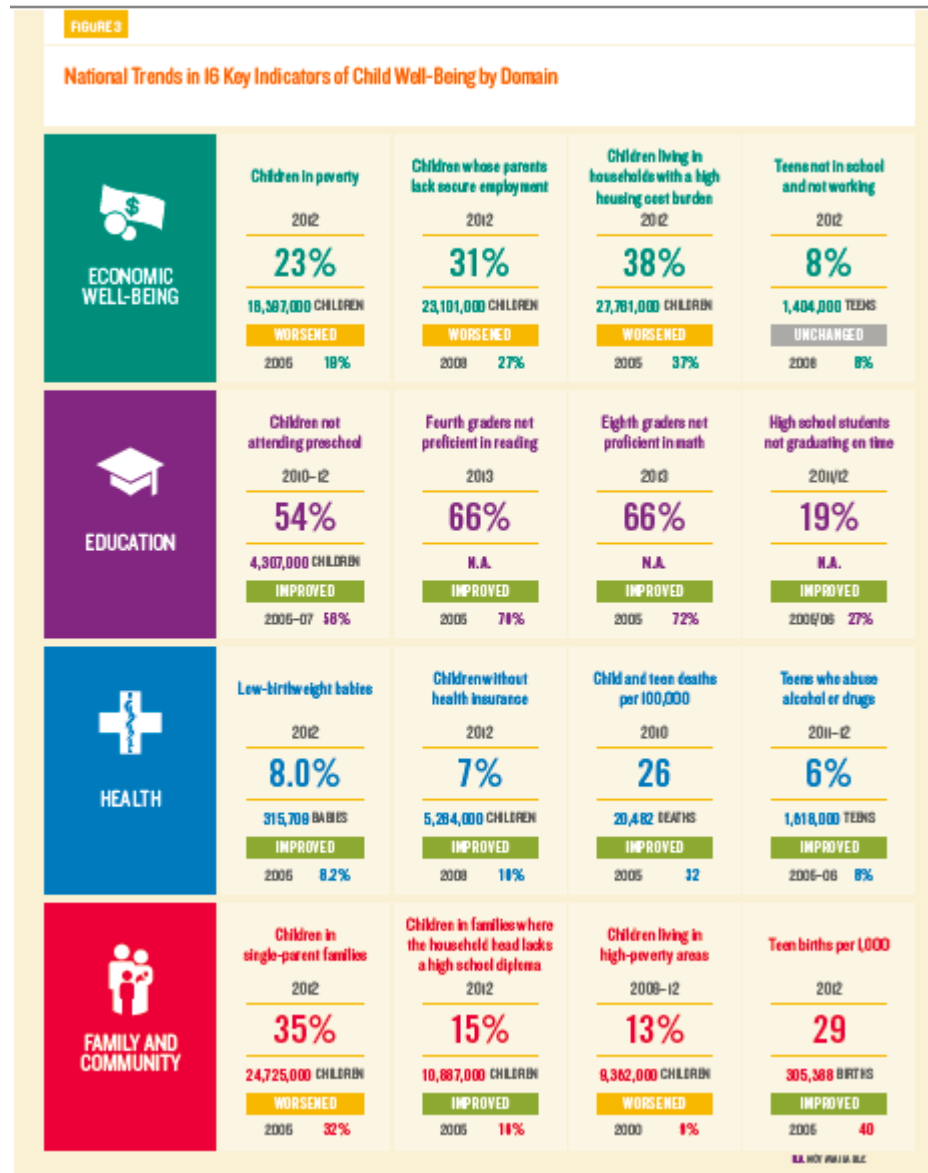 FIGURE 3
National Trends in 16 Key Indicators of Child Well-Being by Domain
ECONOMIC
WELL-BEING
Children in poverty
2012
23%
CHILDREN
WORSENED
2005 19%
Children whose parents
lack secure employment
2012
31%
23,101,000 CHILDREN
WORSENED
2008 27%
Children living in
households with a high
housing cost burden
2012
38%
CHILDREN
WORSENED
2005 37%
Teens not in school
and not working
2012
8%
1,404,000 TEENS
UNCHANGED
2008 8%
EDUCATION
Children not
attending preschool
2010–12
54%
4,307,000 CHILDREN
IMPROVED
2005–07 56%
Fourth graders not
proficient in reading
2013
66%
N.A.
IMPROVED
2005 70%
Eighth graders not
proficient in math
2013
66%
N.A.
IMPROVED
2005 72%
High school students
not graduating on time
2011/12
19%
N.A.
IMPROVED
2005/06 27%
HEALTH
Low-birthweight babies
2012
8.0%
315,709 BABIES
IMPROVED
2005 8.2%
Children without
health insurance
2012
7%
5,264,000 CHILDREN
IMPROVED
2008 10%
Child and teen deaths
per 100,000
2010
26
20,482 DEATHS
IMPROVED
2005 32
Teens who abuse
alcohol or drugs
2011–12
6%
1,618,000 TEENS
IMPROVED
2005–06 8%
FAMILY AND
COMMUNITY
Children in
single-parent families
2012
35%
24,725,000 CHILDREN
WORSENED
2005 32%
Children in families where
the household head lacks
a high school diploma
2012
15%
10,887,000 CHILDREN
IMPROVED
2005
Children living in
high-poverty areas
2008–12
13%
9,362,000 CHILDREN
WORSENED
2000 9%
Teen births per 1,000
2012
29
305,388 BIRTHS
IMPROVED
2005 40
N.A. NOT AVAILABLE